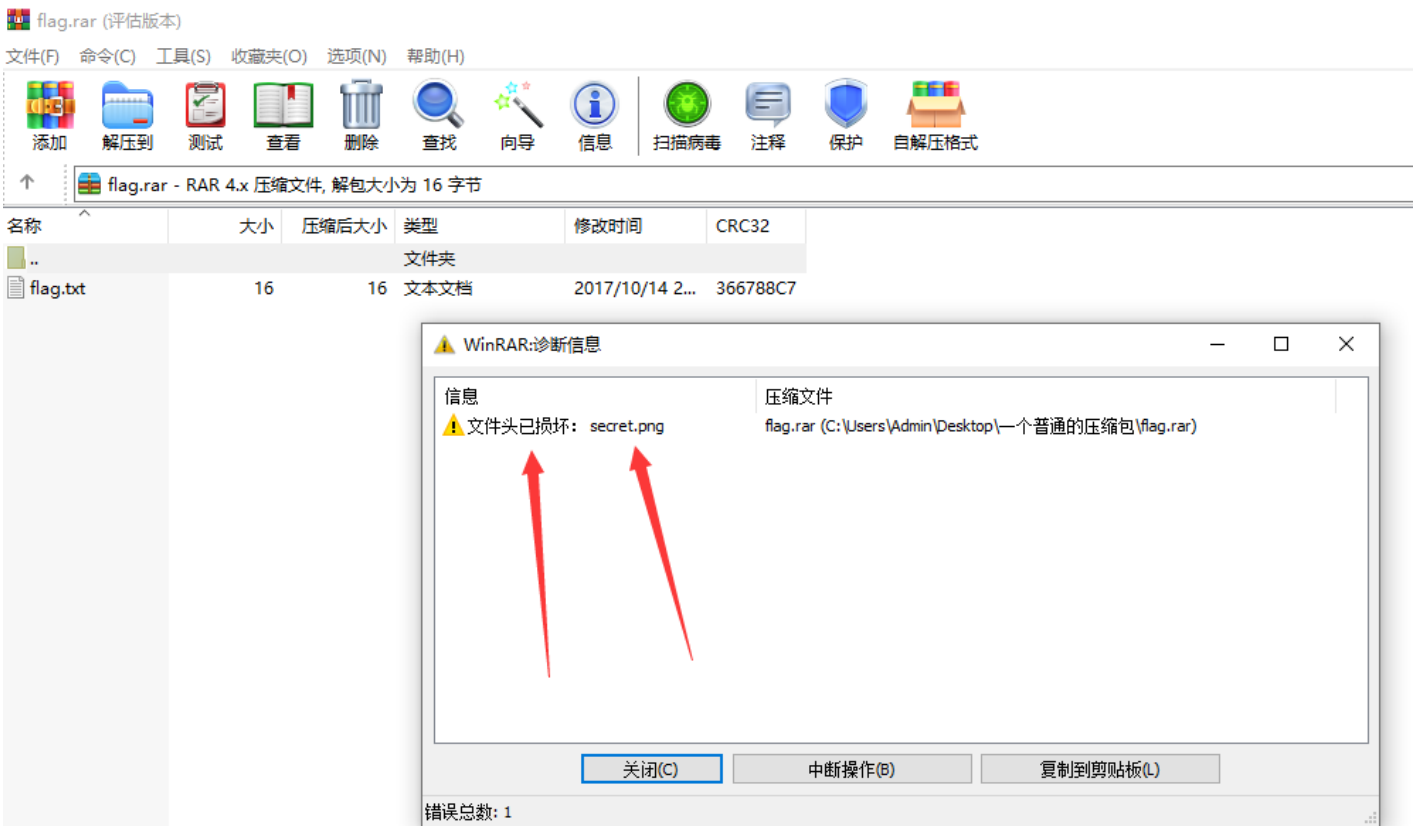 flag.rar (评估版本)
文件(F) 命令(C) 工具(S) 收藏夹(O) 选项(N) 帮助(H)
添加 解压到 测试 查看 删除 查找 向导 信息 扫描病毒 注释 保护 自解压格式
flag.rar - RAR 4.x 压缩文件, 解包大小为 16 字节
名称 大小 压缩后大小 类型 修改时间 CRC32
.. 文件夹
flag.txt 16 16 文本文档 2017/10/14 2... 366788C7
WinRAR:诊断信息
信息 压缩文件
文件头已损坏: secret.png flag.rar (C:\Users\Admin\Desktop\一个普通的压缩包\flag.rar)
关闭(C) 中断操作(B) 复制到剪贴板(L)
错误总数: 1